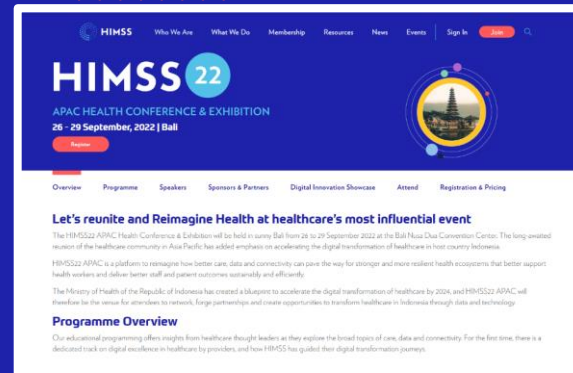 HIMSS Who We Are What We Do Membership Resources News Events Sign In Join
HIMSS 22
APAC HEALTH CONFERENCE & EXHIBITION
26 - 29 September, 2022 | Bali
Register
Overview Programme Speakers Sponsors & Partners Digital Innovation Showcase Attend Registration & Pricing
Let's reunite and Reimagine Health at healthcare's most influential event
The HIMSS22 APAC Health Conference & Exhibition will be held in sunny Bali from 26 to 29 September 2022 at the Bali Nusa Dua Convention Center. The long-awaited
reunion of the healthcare community in Asia Pacific has added emphasis on accelerating the digital transformation of healthcare in host country Indonesia.
HIMSS22 APAC is a platform to reimagine how better care, data and connectivity can pave the way for stronger and more resilient health ecosystems that better support
health workers and deliver better staff and patient outcomes sustainably and efficiently.
The Ministry of Health of the Republic of Indonesia has created a blueprint to accelerate the digital transformation of healthcare by 2024, and HIMSS22 APAC will
therefore be the venue for attendees to network, forge partnerships and create opportunities to transform healthcare in Indonesia through data and technology.
Programme Overview
Our educational programming offers insights from healthcare thought leaders as they explore the broad topics of care, data and connectivity. For the first time, there is a
dedicated track on digital excellence in healthcare by providers, and how HIMSS has guided their digital transformation journeys.